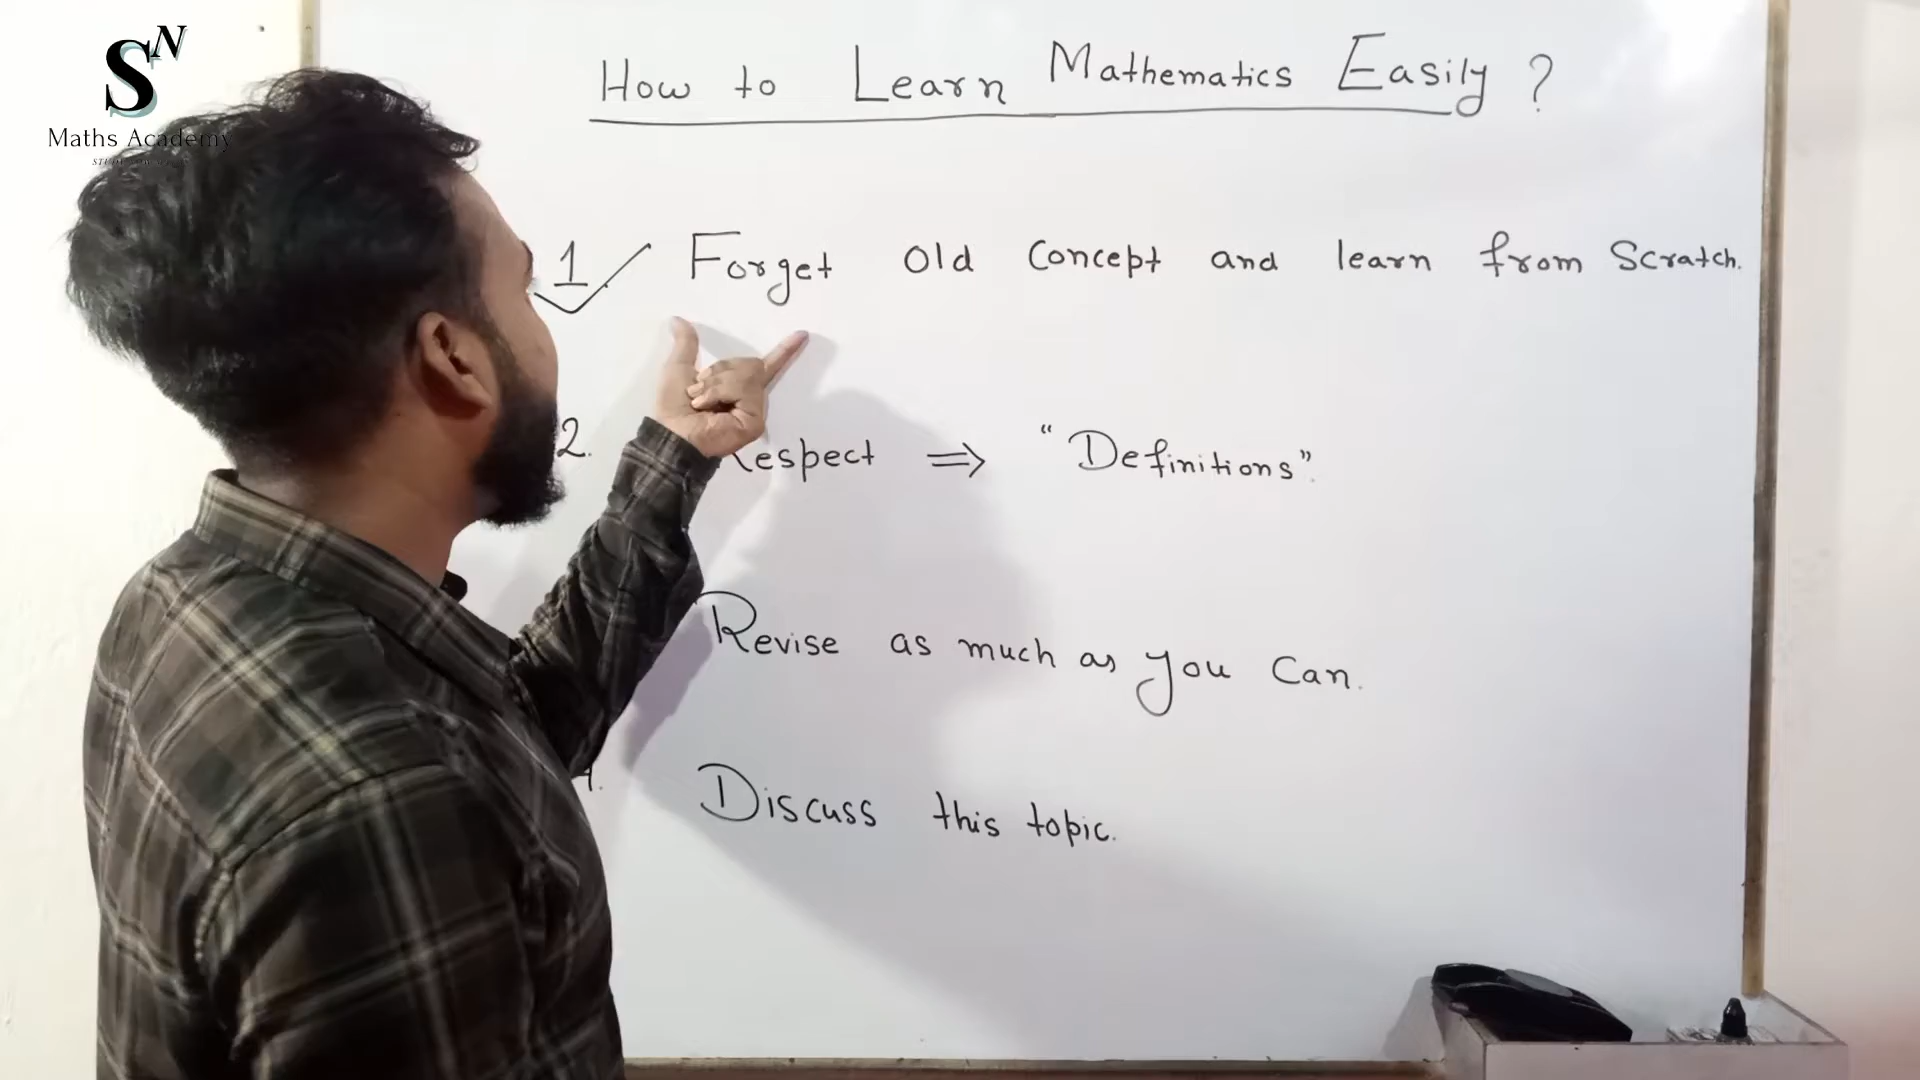 SN
Maths Academy
How to Learn Mathematics Easily ?
1 Forget old concept and learn from Scratch.
2. Respect ⇒ "Definitions".
Revise as much as you can.
Discuss this topic.